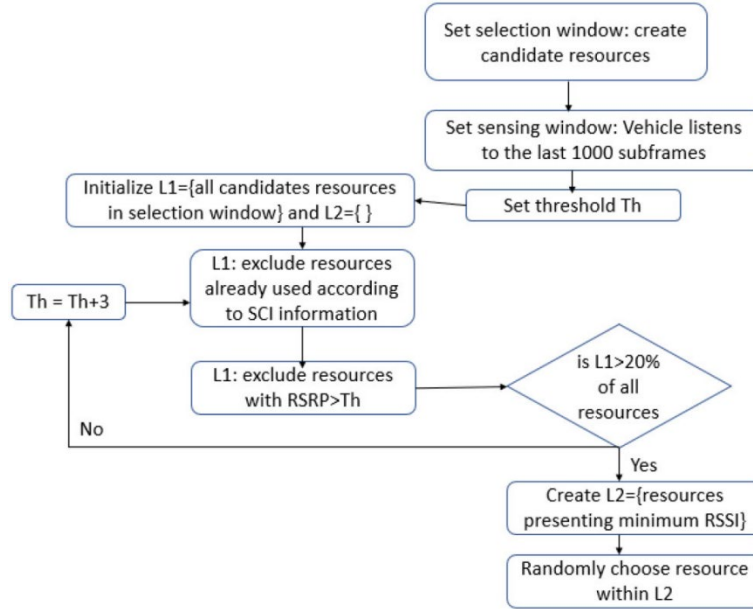 Set selection window: create
candidate resources
Set sensing window: Vehicle listens
to the last 1000 subframes
Set threshold Th
Initialize L1={all candidates resources
in selection window} and L2={ }
L1: exclude resources
already used according
to SCI information
Th = Th+3
L1: exclude resources
with RSRP>Th
is L1>20%
of all
resources
No
Yes
Create L2={resources
presenting minimum RSSI}
Randomly choose resource
within L2